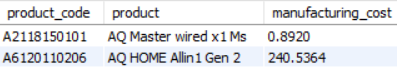 product_code product manufacturing_cost
A2118150101 AQ Master wired x1 Ms 0.8920
A6120110206 AQ HOME Allin1 Gen 2 240.5364